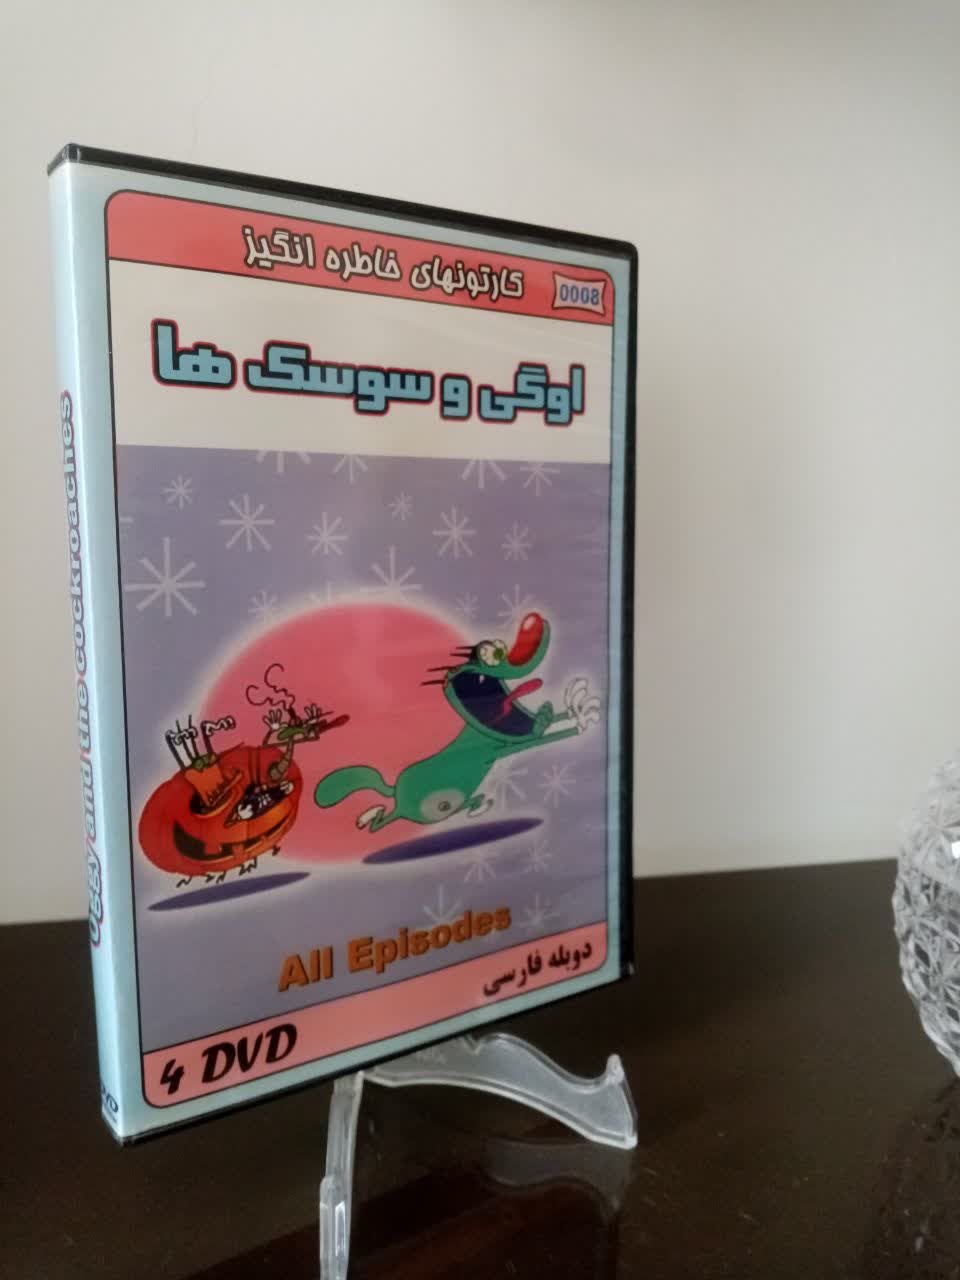 کارتونهای خاطره انگیز
0008
اوگی و سوسک ها
All Episodes
دوبله فارسی
4 DVD
Oggy and the cockroaches